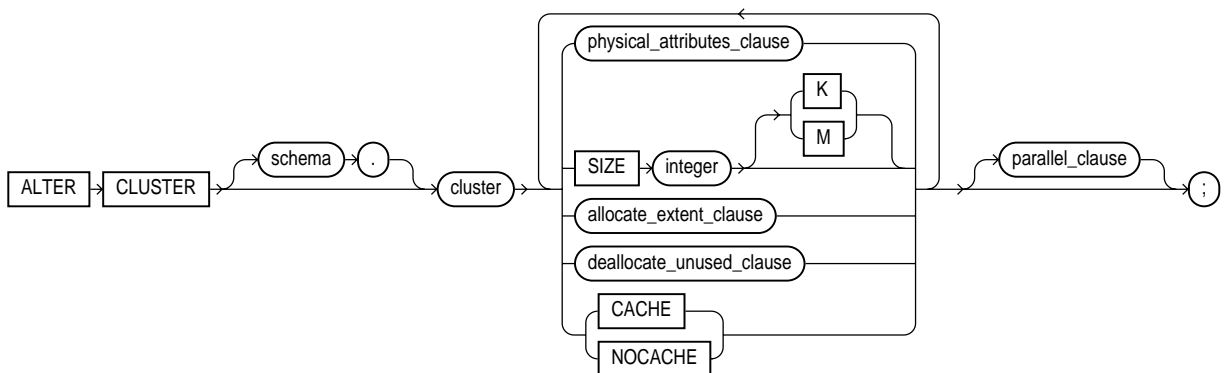 physical_attributes_clause
K
M
schema .
SIZE integer
parallel_clause
ALTER CLUSTER cluster ;
allocate_extent_clause
deallocate_unused_clause
CACHE
NOCACHE